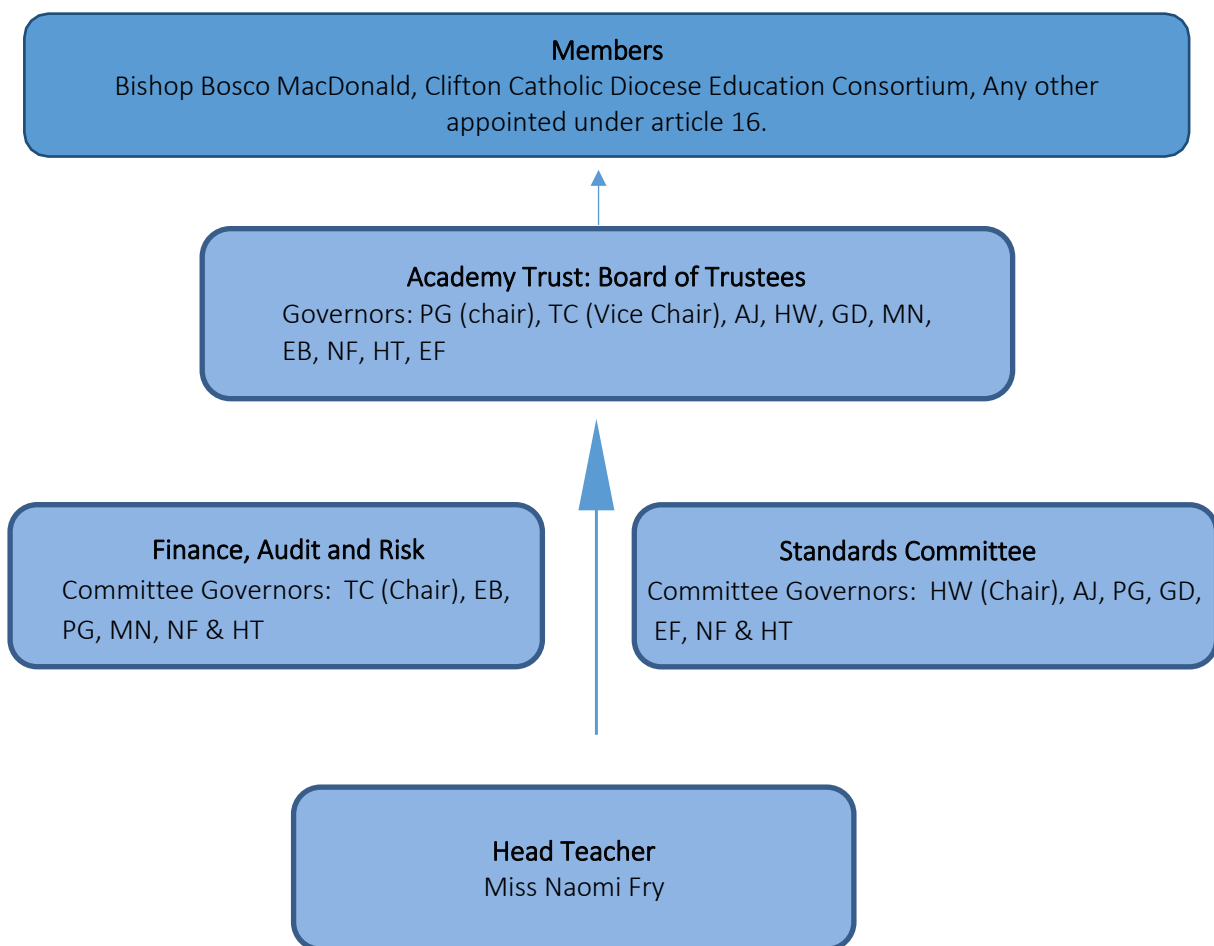 Members
Bishop Bosco MacDonald, Clifton Catholic Diocese Education Consortium, Any other
appointed under article 16.
Academy Trust: Board of Trustees
Governors: PG (chair), TC (Vice Chair), AJ, HW, GD, MN,
EB, NF, HT, EF
Finance, Audit and Risk
Committee Governors: TC (Chair), EB,
PG, MN, NF & HT
Standards Committee
Committee Governors: HW (Chair), AJ, PG, GD,
EF, NF & HT
Head Teacher
Miss Naomi Fry